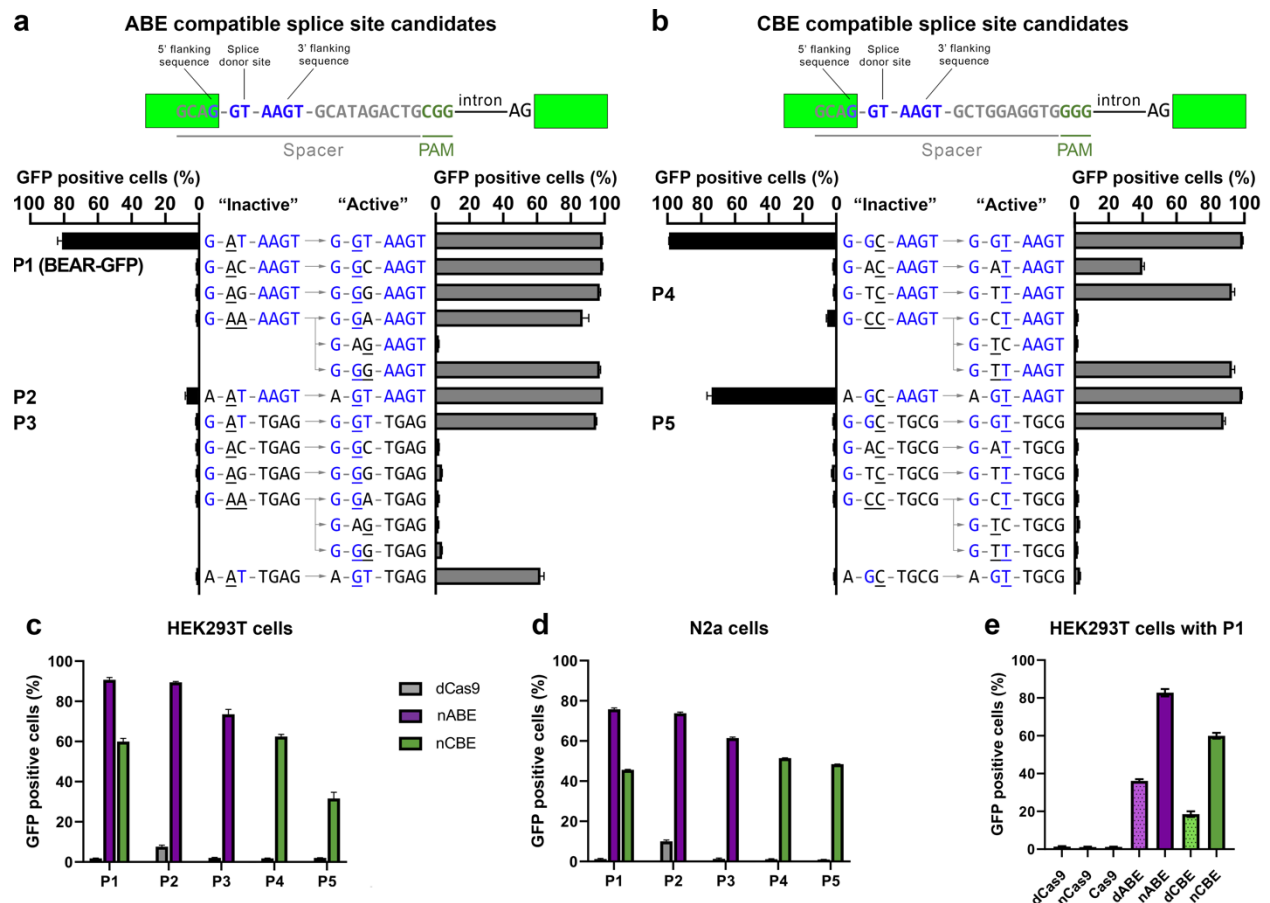 a ABE compatible splice site candidates
5' flanking sequence
Splice donor site
3' flanking sequence
GCAG-GT-AAGT-GCATAGACTGCGG intron AG
Spacer PAM
GFP positive cells (%) GFP positive cells (%)
100 80 60 40 20 0 "Inactive" "Active" 0 20 40 60 80 100
G-AT-AAGT G-GT-AAGT
P1 (BEAR-GFP) G-AC-AAGT G-GC-AAGT
G-AG-AAGT G-GG-AAGT
G-AA-AAGT G-GA-AAGT
G-AG-AAGT
G-GG-AAGT
P2 A-AT-AAGT A-GT-AAGT
P3 G-AT-TGAG G-GT-TGAG
G-AC-TGAG G-GC-TGAG
G-AG-TGAG G-GG-TGAG
G-AA-TGAG G-GA-TGAG
G-AG-TGAG
G-GG-TGAG
A-AT-TGAG A-GT-TGAG
b CBE compatible splice site candidates
5' flanking sequence
Splice donor site
3' flanking sequence
GCAG-GT-AAGT-GCTGGAGGTGGGG intron AG
Spacer PAM
GFP positive cells (%) GFP positive cells (%)
100 80 60 40 20 0 "Inactive" "Active" 0 20 40 60 80 100
G-GC-AAGT G-GT-AAGT
G-AC-AAGT G-AT-AAGT
P4 G-TC-AAGT G-TT-AAGT
G-CC-AAGT G-CT-AAGT
G-TC-AAGT
G-TT-AAGT
A-GC-AAGT A-GT-AAGT
P5 G-GC-TGCG G-GT-TGCG
G-AC-TGCG G-AT-TGCG
G-TC-TGCG G-TT-TGCG
G-CC-TGCG G-CT-TGCG
G-TC-TGCG
G-TT-TGCG
A-GC-TGCG A-GT-TGCG
c HEK293T cells
GFP positive cells (%)
100
80
60
40
20
0
P1 P2 P3 P4 P5
dCas9
nABE
nCBE
d N2a cells
GFP positive cells (%)
100
80
60
40
20
0
P1 P2 P3 P4 P5
e HEK293T cells with P1
GFP positive cells (%)
100
80
60
40
20
0
dCas9 nCas9 Cas9 dABE nABE dCBE nCBE